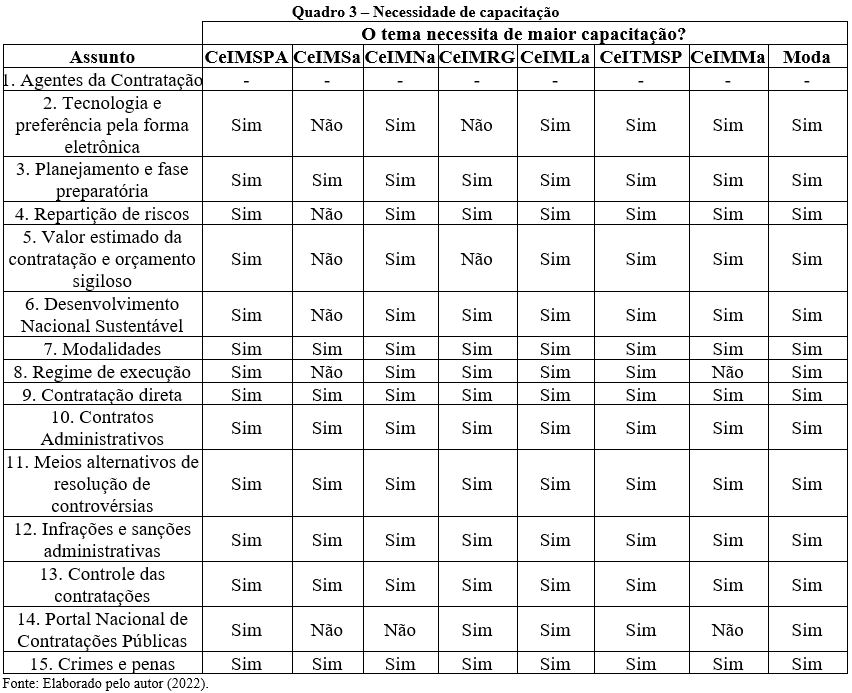 Quadro 3 – Necessidade de capacitação
O tema necessita de maior capacitação?
Assunto CeIMSPA CeIMSa CeIMNa CeIMRG CeIMLa CeITMSP CeIMMa Moda
1. Agentes da Contratação - - - - - - - -
2. Tecnologia e
preferência pela forma
eletrônica
Sim Não Sim Não Sim Sim Sim Sim
3. Planejamento e fase
preparatória
Sim Sim Sim Sim Sim Sim Sim Sim
4. Repartição de riscos Sim Não Sim Sim Sim Sim Sim Sim
5. Valor estimado da
contratação e orçamento
sigiloso
Sim Não Sim Não Sim Sim Sim Sim
6. Desenvolvimento
Nacional Sustentável
Sim Não Sim Sim Sim Sim Sim Sim
7. Modalidades Sim Sim Sim Sim Sim Sim Sim Sim
8. Regime de execução Sim Não Sim Sim Sim Sim Não Sim
9. Contratação direta Sim Sim Sim Sim Sim Sim Sim Sim
10. Contratos
Administrativos
Sim Sim Sim Sim Sim Sim Sim Sim
11. Meios alternativos de
resolução de
controvérsias
Sim Sim Sim Sim Sim Sim Sim Sim
12. Infrações e sanções
administrativas
Sim Sim Sim Sim Sim Sim Sim Sim
13. Controle das
contratações
Sim Sim Sim Sim Sim Sim Sim Sim
14. Portal Nacional de
Contratações Públicas
Sim Não Não Sim Sim Sim Não Sim
15. Crimes e penas Sim Sim Sim Sim Sim Sim Sim Sim
Fonte: Elaborado pelo autor (2022).